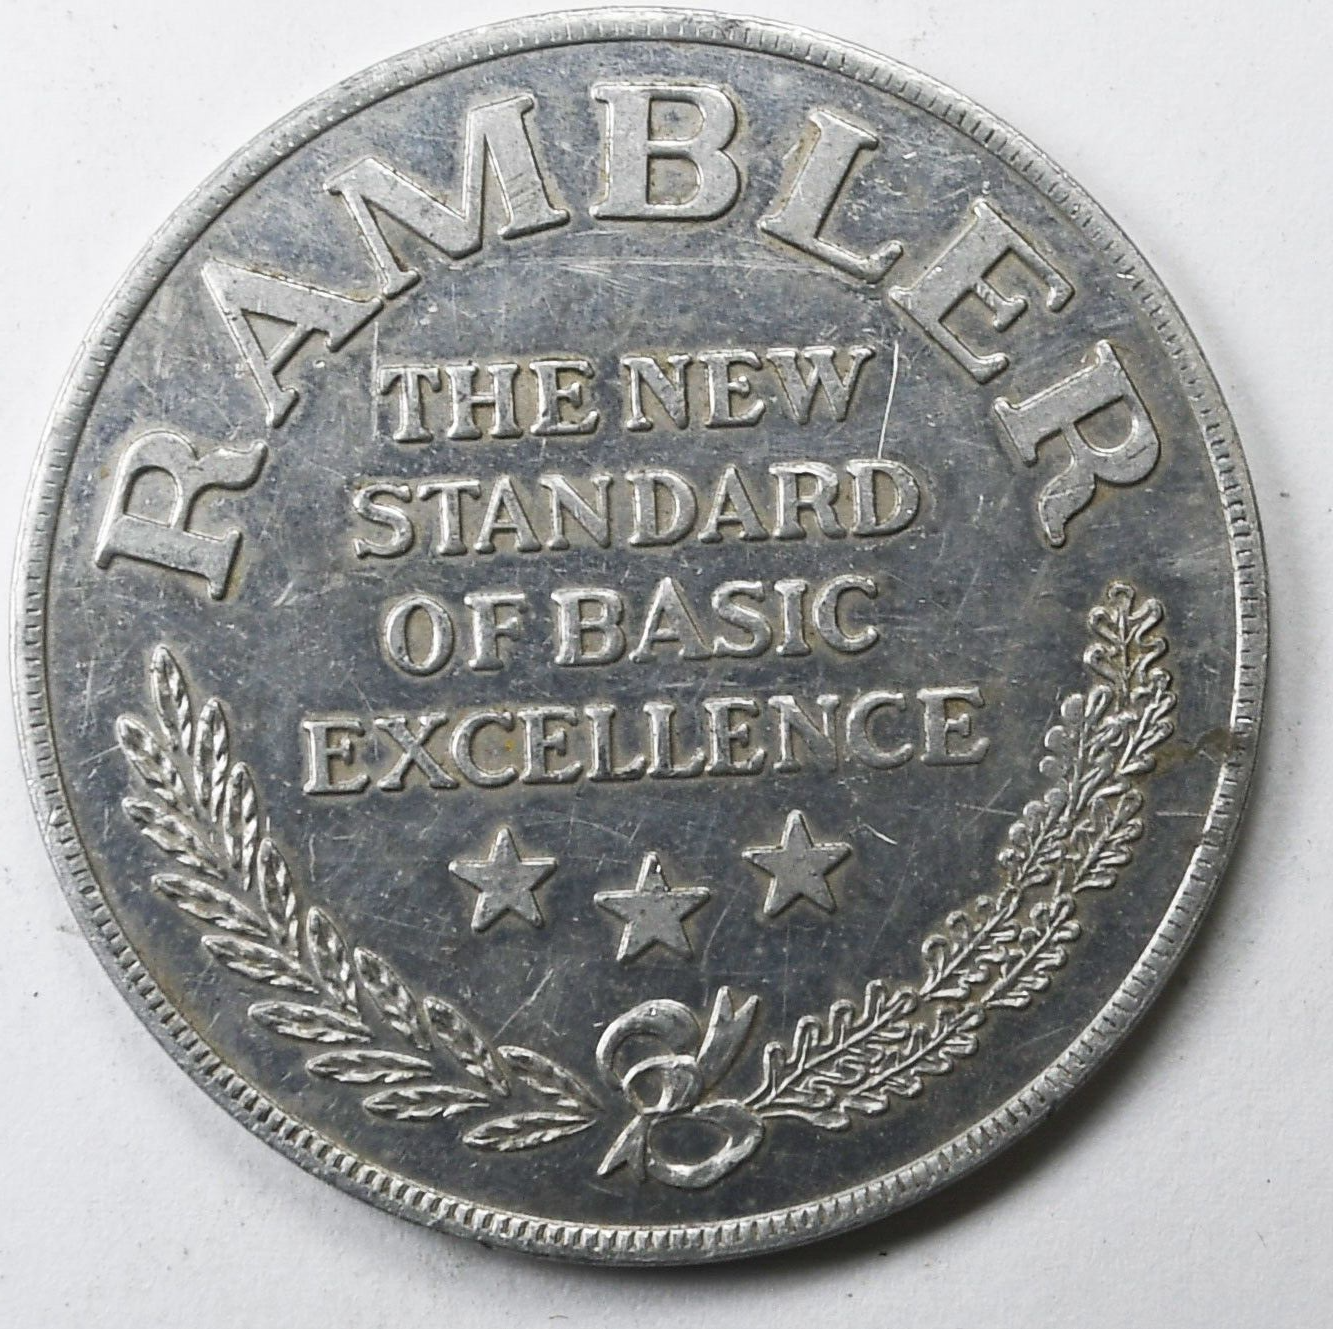 RAMBLER
THE NEW
STANDARD
OF BASIC
EXCELLENCE